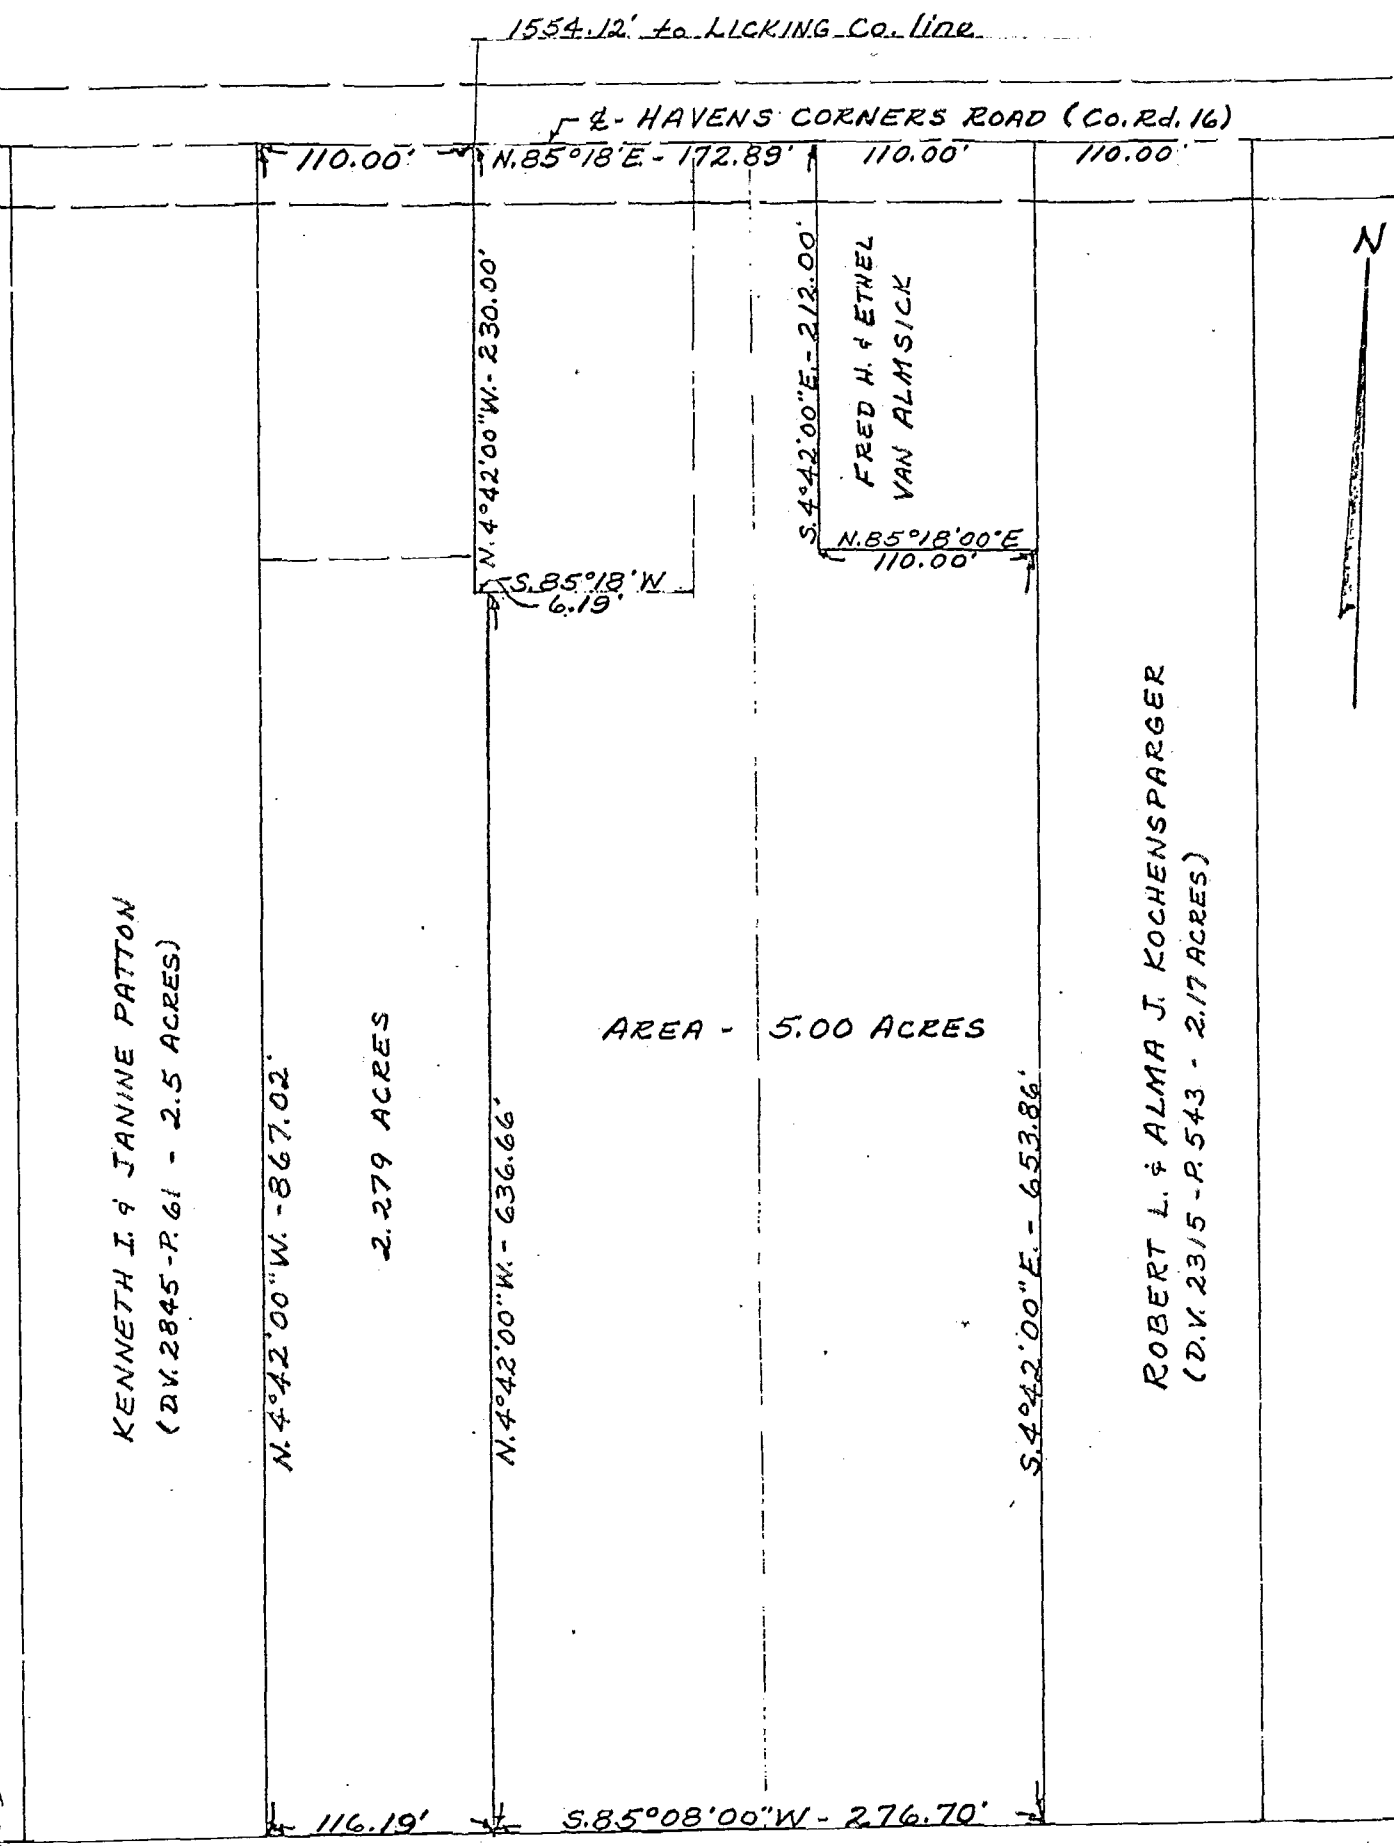 1554.12' to LICKING Co. line
℄ - HAVENS CORNERS ROAD (Co. Rd. 16)
110.00'
N. 85°18' E - 172.89'
110.00'
110.00'
N
N. 4°42'00" W. - 230.00'
S. 4°42'00" E. - 212.00'
FRED H. & ETHEL
VAN ALMSICK
N. 85°18'00" E
110.00'
S. 85°18' W
6.19'
KENNETH I. & JANINE PATTON
(D.V. 2845 - P. 61 - 2.5 ACRES)
N. 4°42'00" W. - 867.02'
2.279 ACRES
N. 4°42'00" W. - 636.66'
AREA - 5.00 ACRES
S. 4°42'00" E. - 653.86'
ROBERT L. & ALMA J. KOCHENSPARGER
(D.V. 2315 - P. 543 - 2.17 ACRES)
116.19'
S. 85°08'00" W - 276.70'